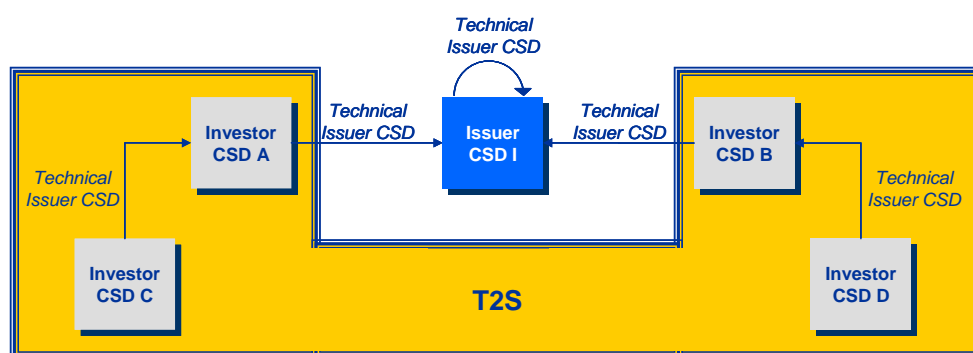 Technical
Issuer CSD
Investor
CSD A
Technical
Issuer CSD
Issuer
CSD I
Technical
Issuer CSD
Investor
CSD B
Technical
Issuer CSD
Technical
Issuer CSD
Investor
CSD C
T2S
Investor
CSD D